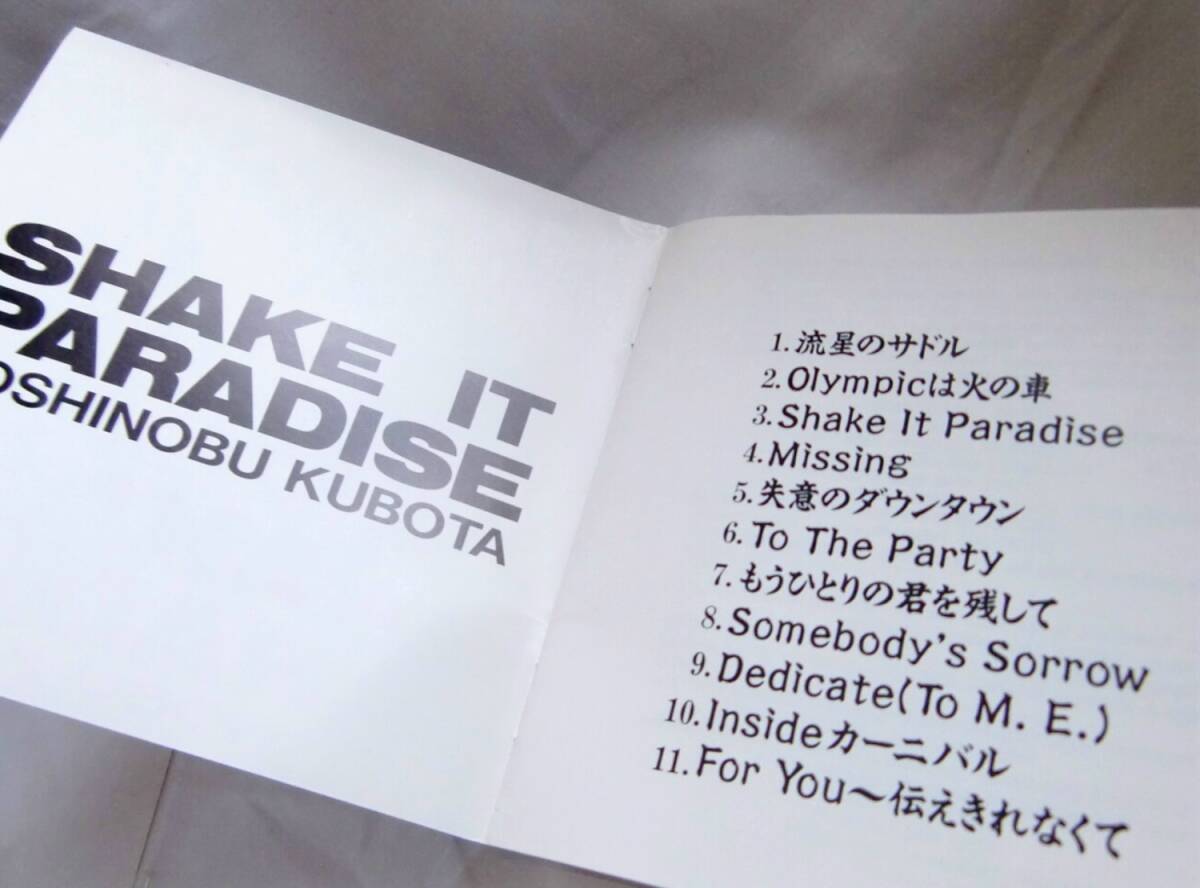 SHAKE IT
PARADISE
OSHINOBU KUBOTA
1.流星のサドル
2.Olympicは火の車
3.Shake It Paradise
4.Missing
5.失意のダウンタウン
6.To The Party
7.もうひとりの君を残して
8.Somebody's Sorrow
9.Dedicate(To M. E.)
10.Insideカーニバル
11.For You〜伝えきれなくて